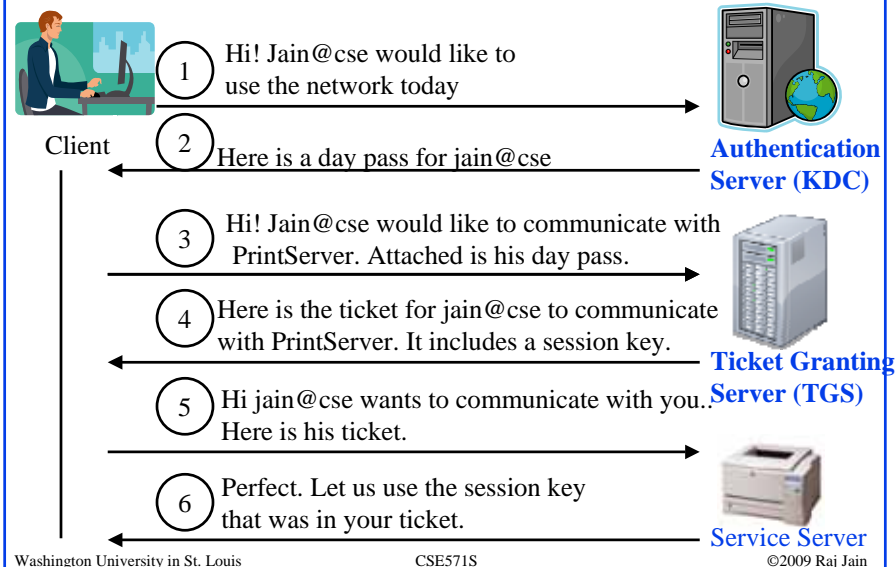 1
Hi! Jain@cse would like to
use the network today
Client
2
Here is a day pass for jain@cse
Authentication
Server (KDC)
3
Hi! Jain@cse would like to communicate with
PrintServer. Attached is his day pass.
4
Here is the ticket for jain@cse to communicate
with PrintServer. It includes a session key.
Ticket Granting
Server (TGS)
5
Hi jain@cse wants to communicate with you..
Here is his ticket.
6
Perfect. Let us use the session key
that was in your ticket.
Service Server
Washington University in St. Louis
CSE571S
©2009 Raj Jain